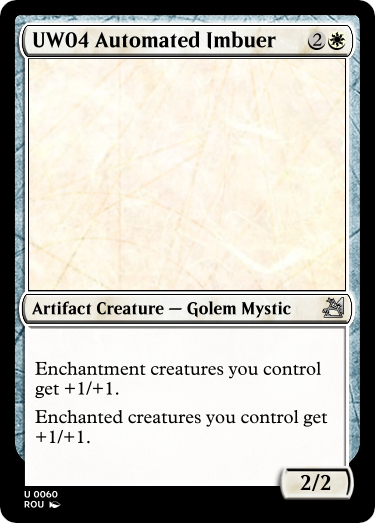 UW04 Automated Imbuer 2
Artifact Creature — Golem Mystic
Enchantment creatures you control
get +1/+1.
Enchanted creatures you control get
+1/+1.
2/2
U 0060
ROU